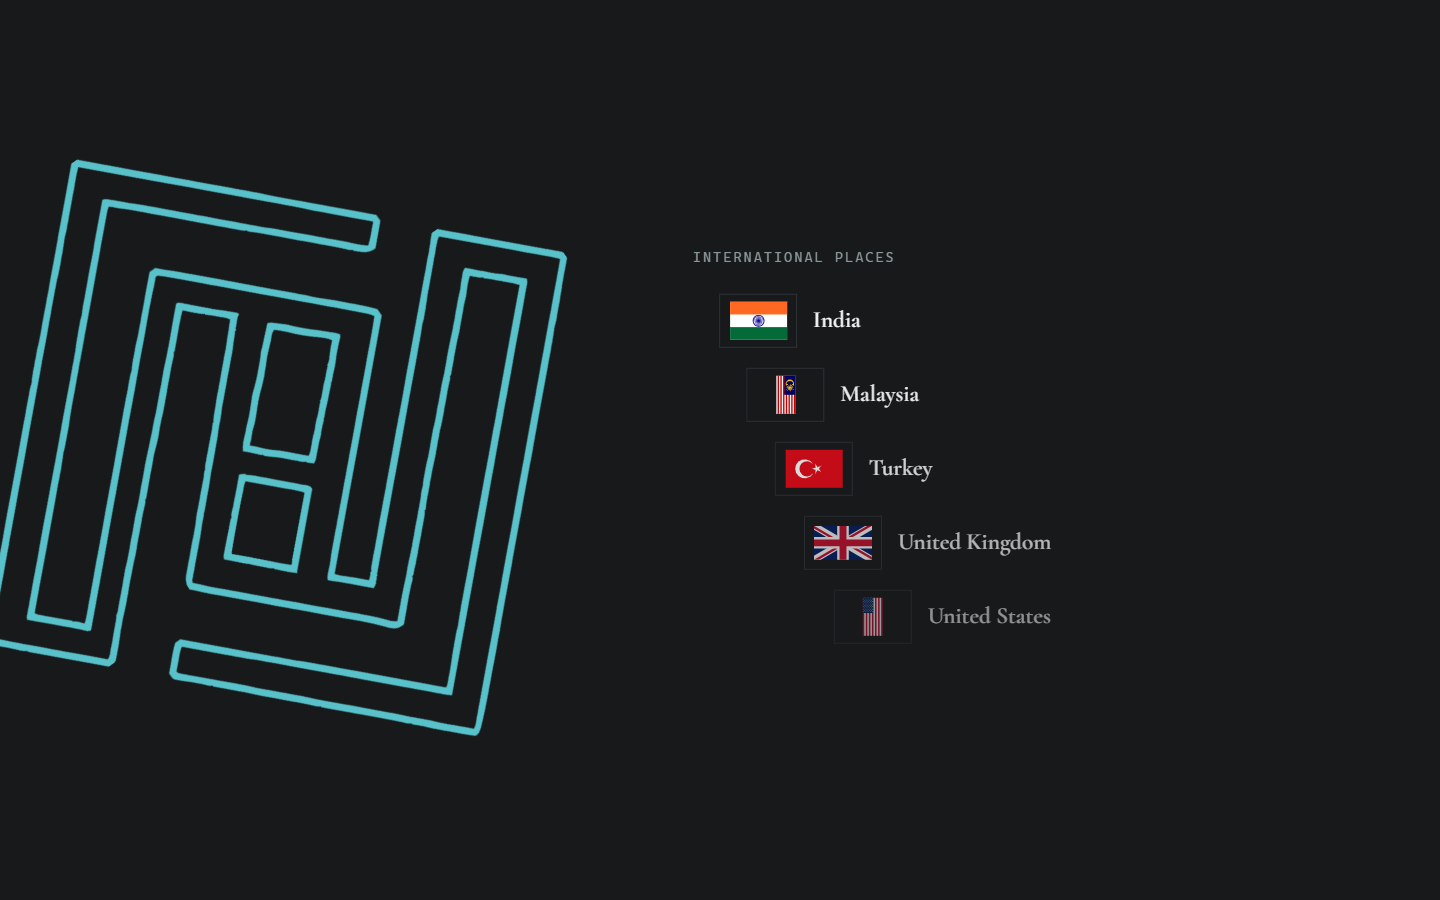 INTERNATIONAL PLACES
India
Malaysia
Turkey
United Kingdom
United States